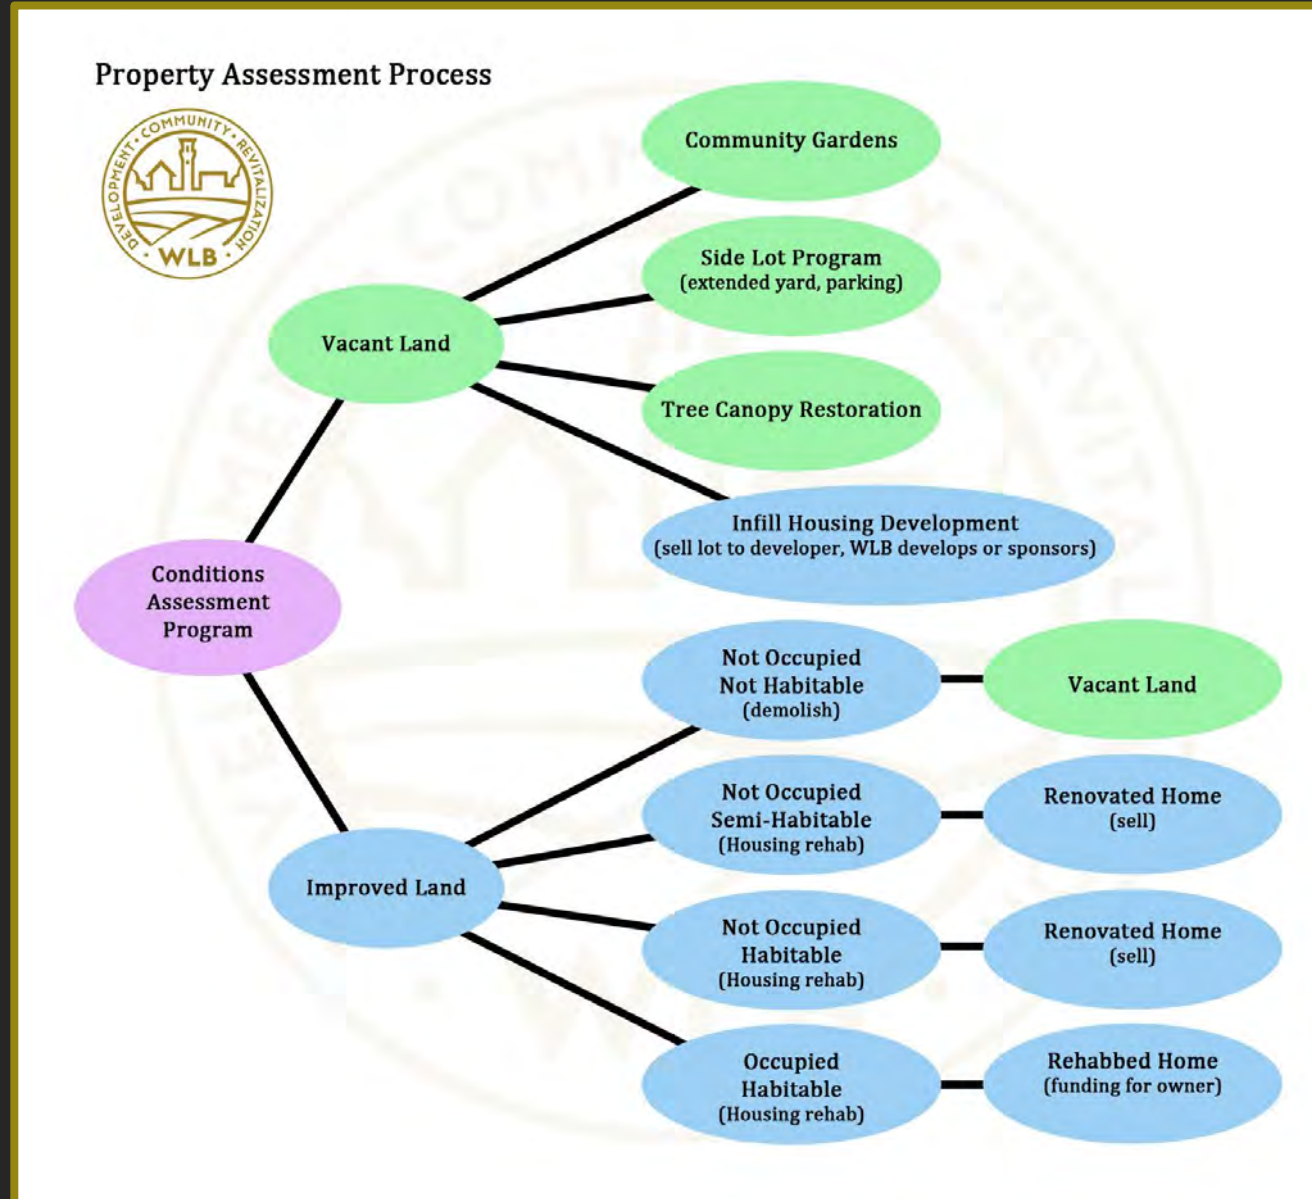 Property Assessment Process
DEVELOPMENT · COMMUNITY · REVITALIZATION
· WLB ·
Community Gardens
Side Lot Program
(extended yard, parking)
Vacant Land
Tree Canopy Restoration
Infill Housing Development
(sell lot to developer, WLB develops or sponsors)
Conditions
Assessment
Program
Not Occupied
Not Habitable
(demolish)
Vacant Land
Not Occupied
Semi-Habitable
(Housing rehab)
Renovated Home
(sell)
Improved Land
Not Occupied
Habitable
(Housing rehab)
Renovated Home
(sell)
Occupied
Habitable
(Housing rehab)
Rehabbed Home
(funding for owner)